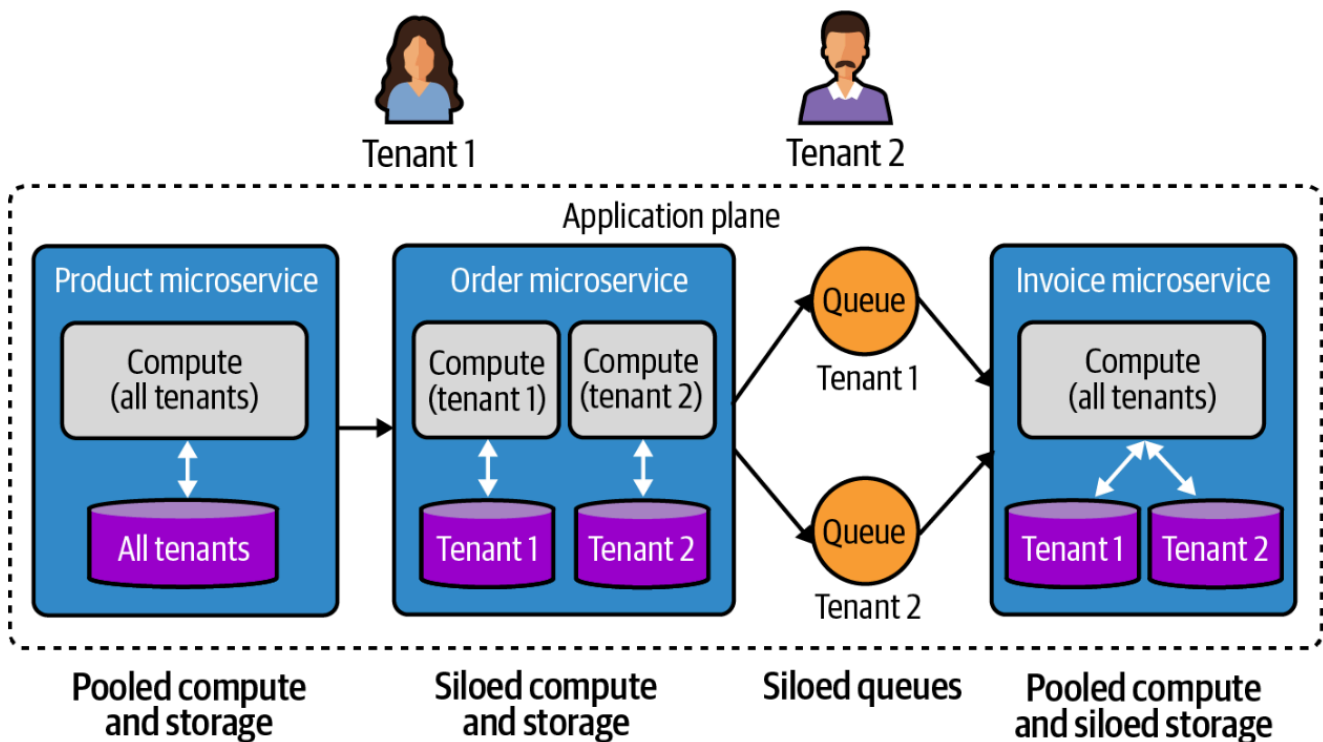 Tenant 1
Tenant 2
Application plane
Product microservice
Compute
(all tenants)
All tenants
Order microservice
Compute
(tenant 1)
Compute
(tenant 2)
Tenant 1
Tenant 2
Queue
Tenant 1
Queue
Tenant 2
Invoice microservice
Compute
(all tenants)
Tenant 1
Tenant 2
Pooled compute
and storage
Siloed compute
and storage
Siloed queues
Pooled compute
and siloed storage